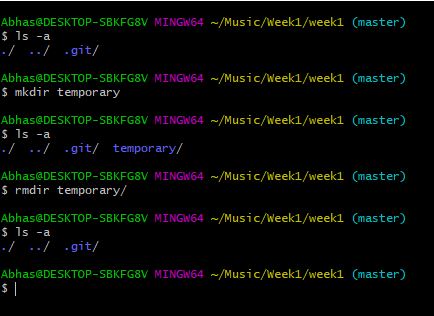 Abhas@DESKTOP-SBKFG8V MINGW64 ~/Music/Week1/week1 (master)
$ ls -a
./  ../  .git/
Abhas@DESKTOP-SBKFG8V MINGW64 ~/Music/Week1/week1 (master)
$ mkdir temporary
Abhas@DESKTOP-SBKFG8V MINGW64 ~/Music/Week1/week1 (master)
$ ls -a
./  ../  .git/  temporary/
Abhas@DESKTOP-SBKFG8V MINGW64 ~/Music/Week1/week1 (master)
$ rmdir temporary/
Abhas@DESKTOP-SBKFG8V MINGW64 ~/Music/Week1/week1 (master)
$ ls -a
./  ../  .git/
Abhas@DESKTOP-SBKFG8V MINGW64 ~/Music/Week1/week1 (master)
$